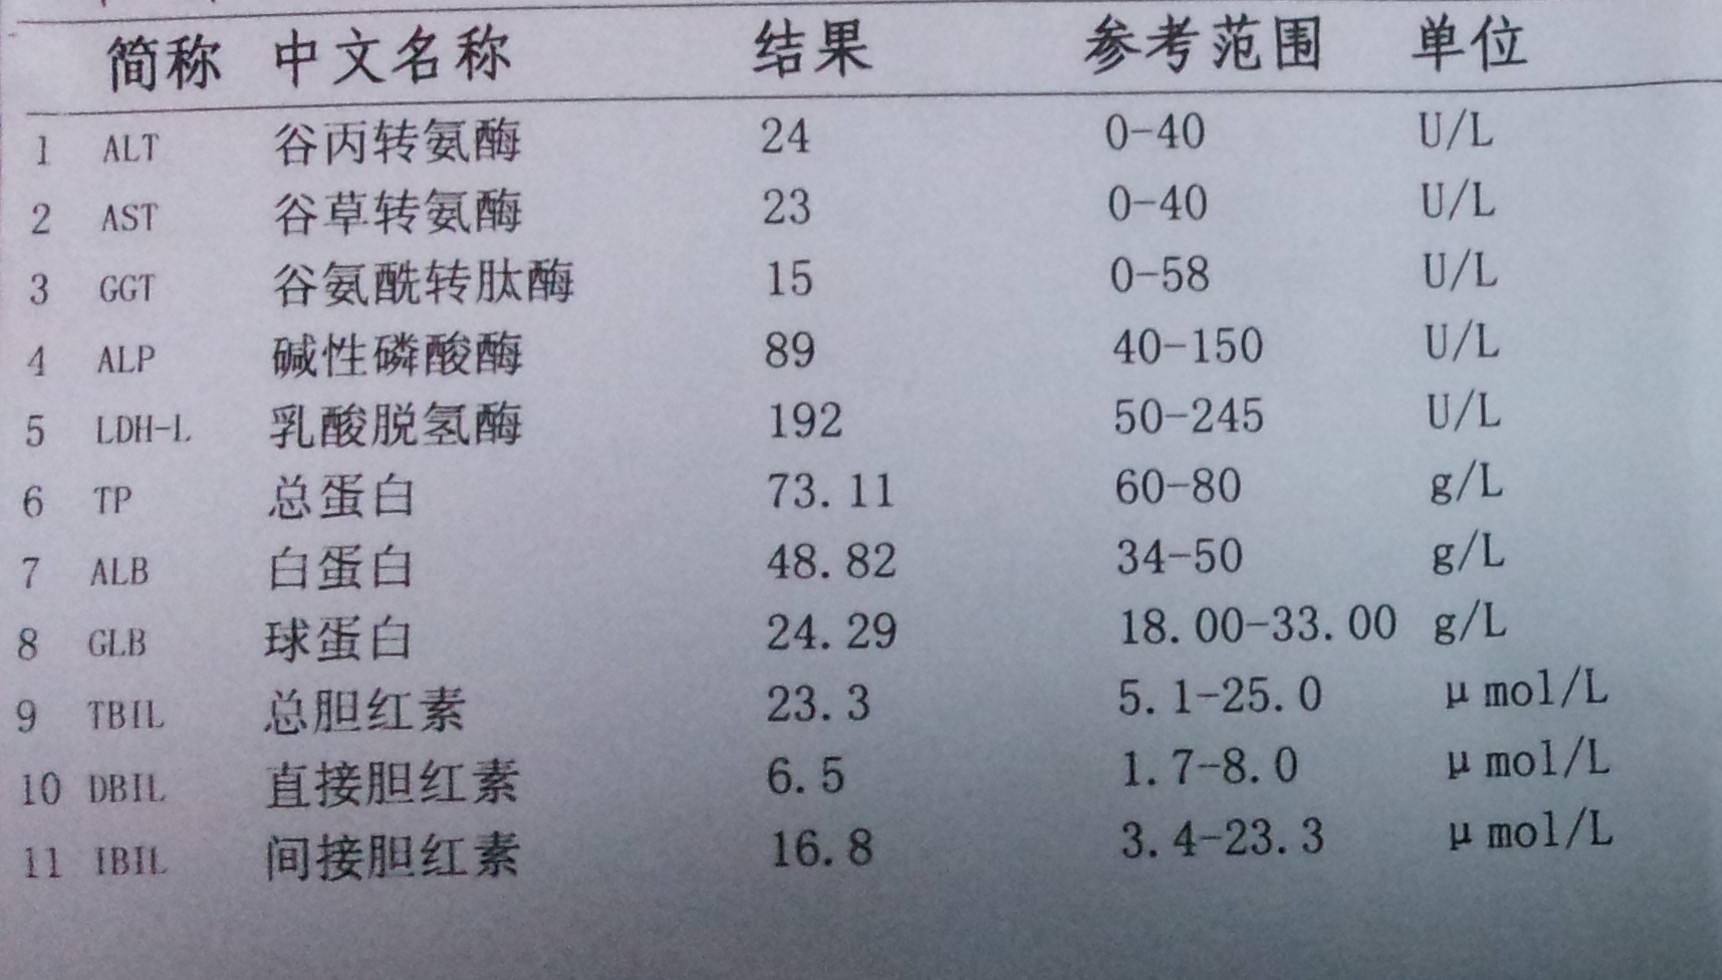 简称 中文名称 结果 参考范围 单位
1 ALT 谷丙转氨酶 24 0-40 U/L
2 AST 谷草转氨酶 23 0-40 U/L
3 GGT 谷氨酰转肽酶 15 0-58 U/L
4 ALP 碱性磷酸酶 89 40-150 U/L
5 LDH-L 乳酸脱氢酶 192 50-245 U/L
6 TP 总蛋白 73.11 60-80 g/L
7 ALB 白蛋白 48.82 34-50 g/L
8 GLB 球蛋白 24.29 18.00-33.00 g/L
9 TBIL 总胆红素 23.3 5.1-25.0 μmol/L
10 DBIL 直接胆红素 6.5 1.7-8.0 μmol/L
11 IBIL 间接胆红素 16.8 3.4-23.3 μmol/L